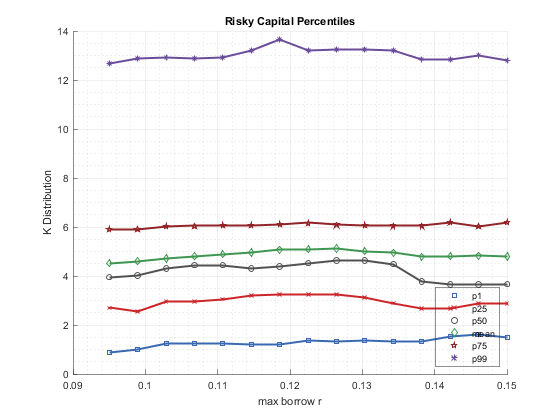 Risky Capital Percentiles
14
12
10
8
6
4
2
0
K Distribution
0.09
0.1
0.11
0.12
0.13
0.14
0.15
max borrow r
p1
p25
p50
mean
p75
p99